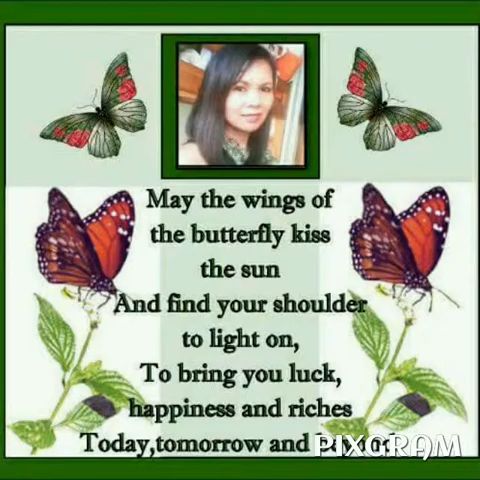 May the wings of
the butterfly kiss
the sun
And find your shoulder
to light on,
To bring you luck,
happiness and riches
Today,tomorrow and
PIXGRAM